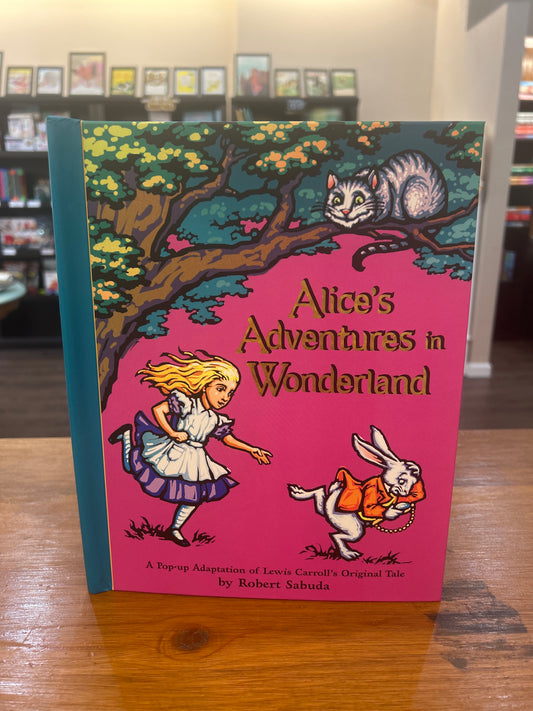 Alice's
Adventures in
Wonderland
A Pop-up Adaptation of Lewis Carroll's Original Tale
by Robert Sabuda